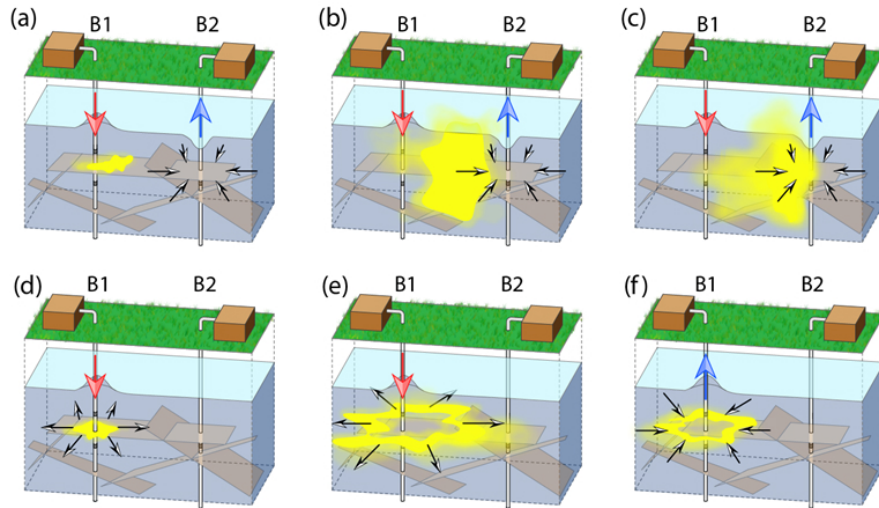 (a) B1 B2
(b) B1 B2
(c) B1 B2
(d) B1 B2
(e) B1 B2
(f) B1 B2